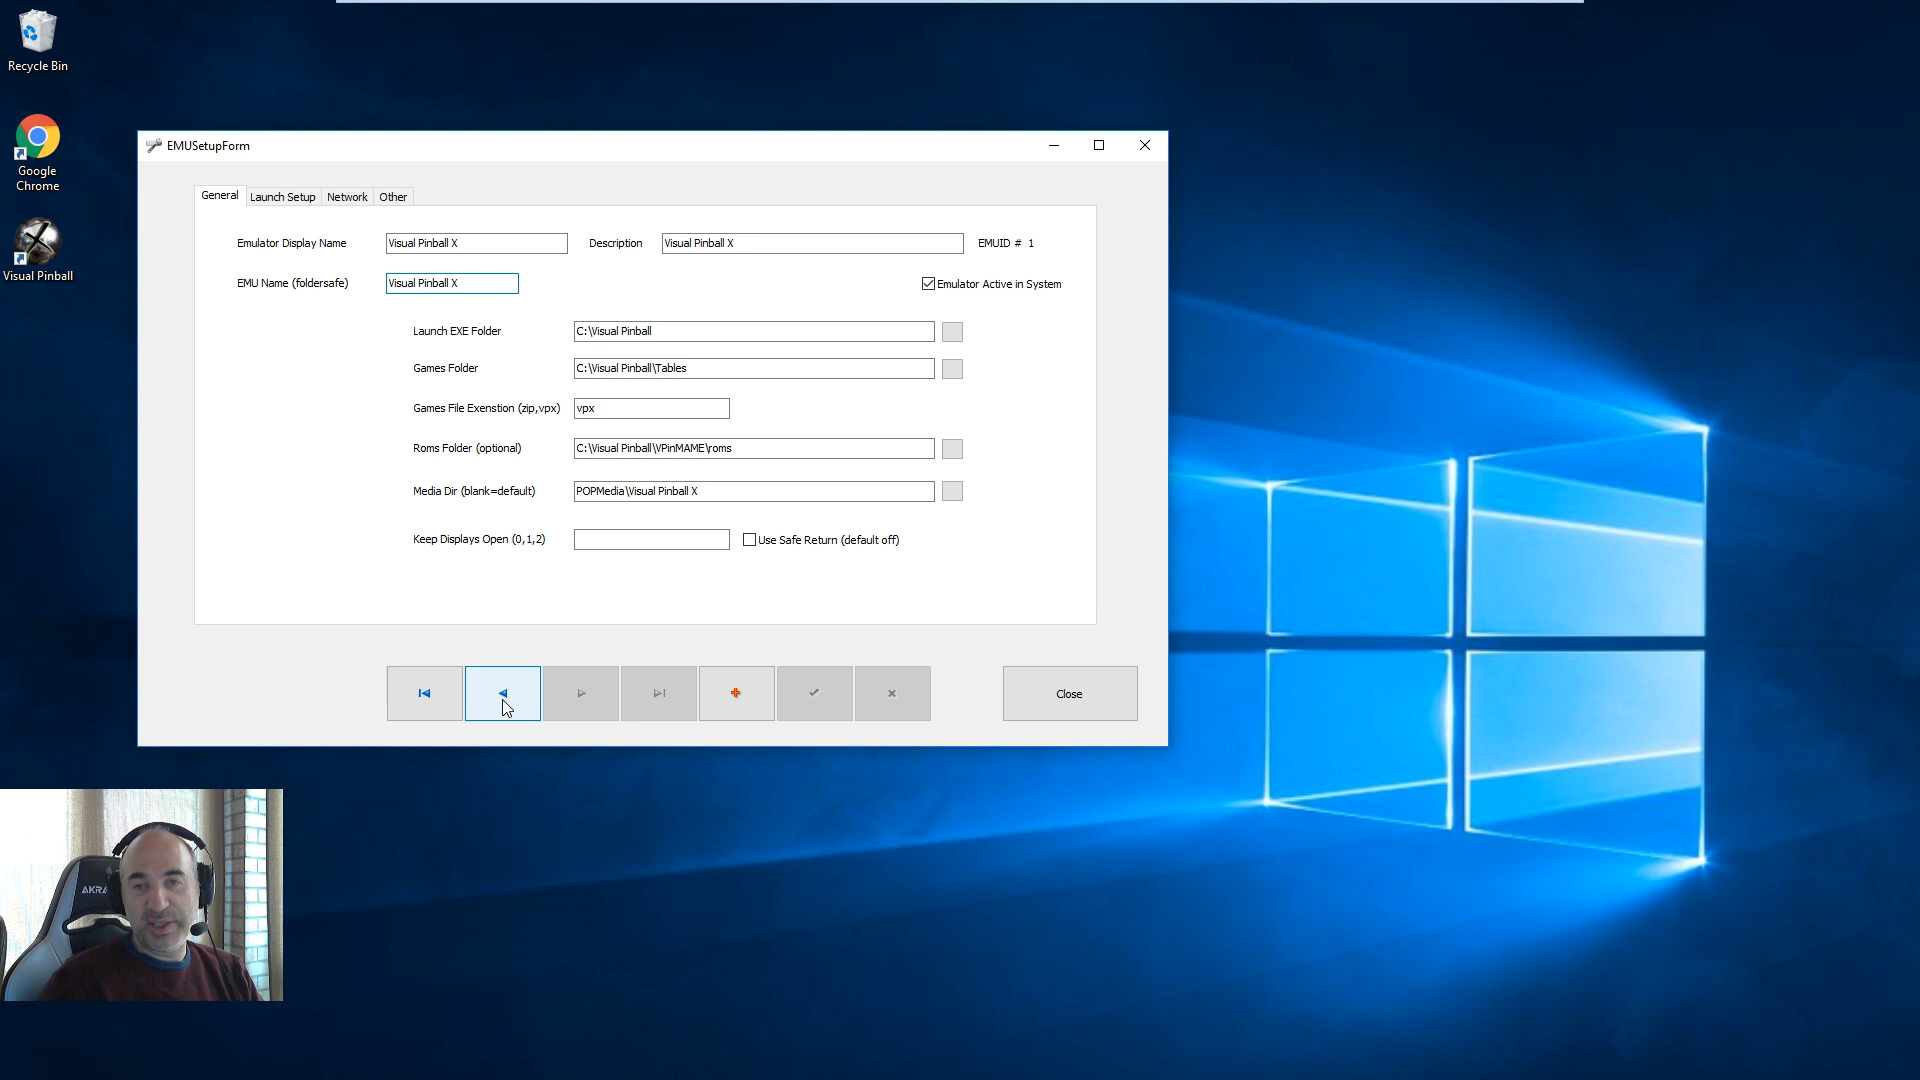 Recycle Bin
Google
Chrome
Visual Pinball
EMUSetupForm
General
Launch Setup
Network
Other
Emulator Display Name
Visual Pinball X
Description
Visual Pinball X
EMUID # 1
EMU Name (foldersafe)
Visual Pinball X
Emulator Active in System
Launch EXE Folder
C:\Visual Pinball
Games Folder
C:\Visual Pinball\Tables
Games File Exenstion (zip,vpx)
vpx
Roms Folder (optional)
C:\Visual Pinball\VPinMAME\roms
Media Dir (blank=default)
POPMedia\Visual Pinball X
Keep Displays Open (0,1,2)
Use Safe Return (default off)
Close